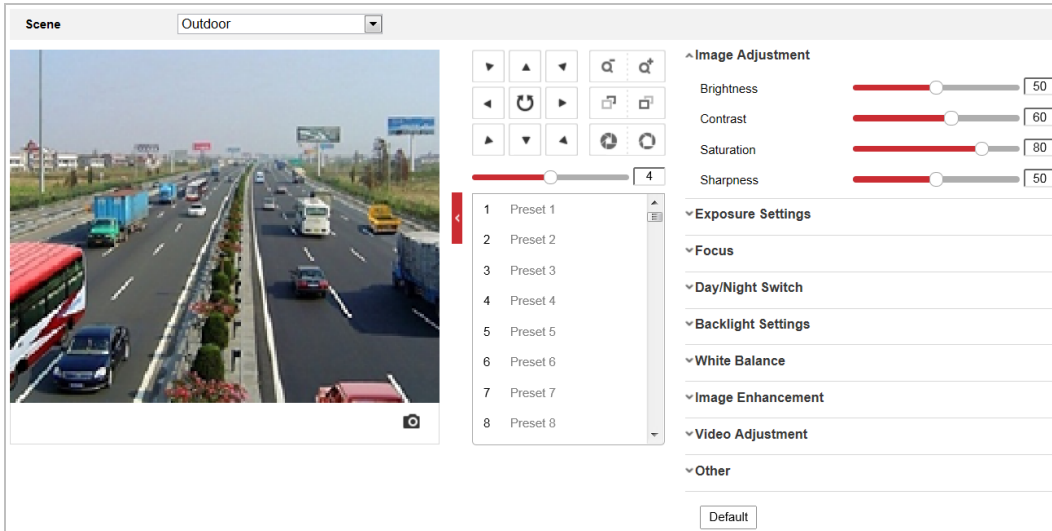 Scene Outdoor
4
1 Preset 1
2 Preset 2
3 Preset 3
4 Preset 4
5 Preset 5
6 Preset 6
7 Preset 7
8 Preset 8
Image Adjustment
Brightness 50
Contrast 60
Saturation 80
Sharpness 50
Exposure Settings
Focus
Day/Night Switch
Backlight Settings
White Balance
Image Enhancement
Video Adjustment
Other
Default